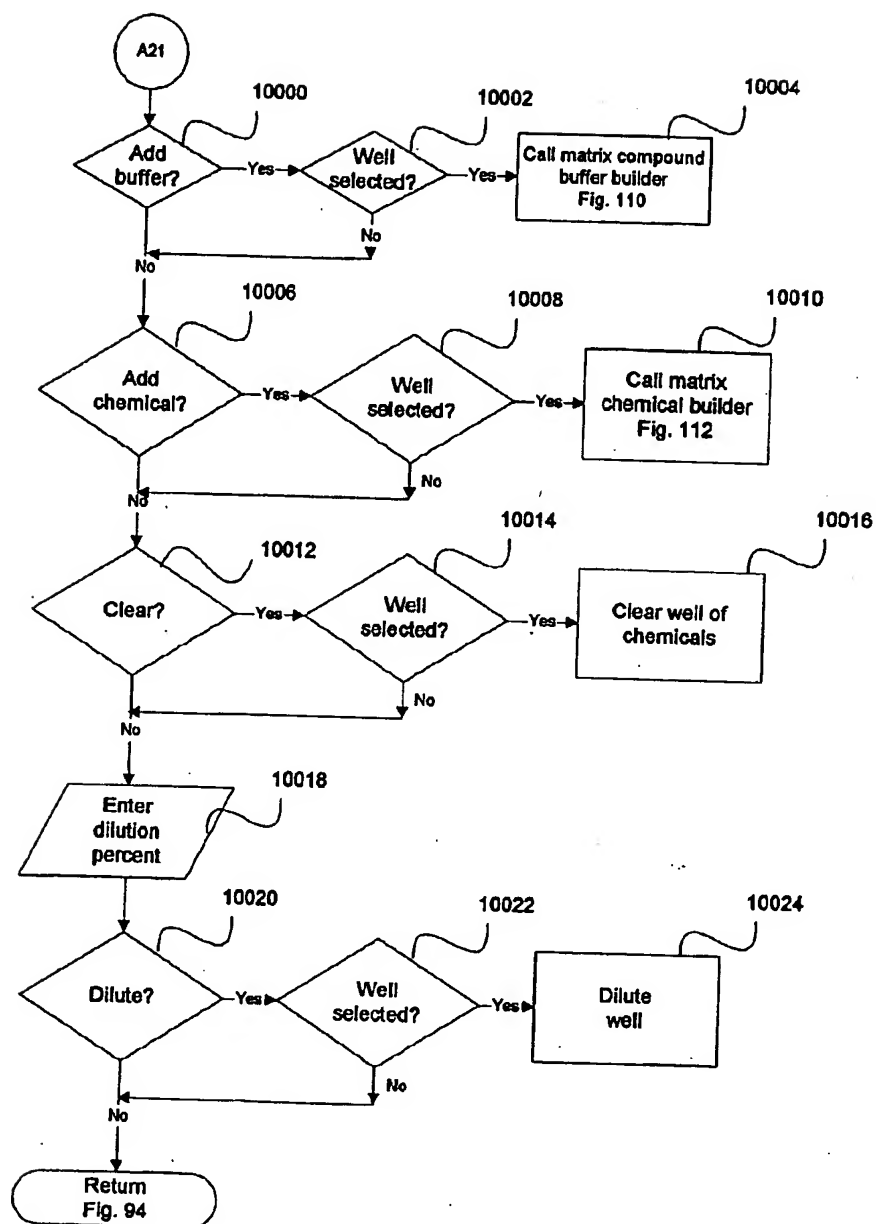 A21
10000
10002
10004
Add
buffer?
Yes
Well
selected?
Yes
Call matrix compound
buffer builder
Fig. 110
No
No
10006
10008
10010
Add
chemical?
Yes
Well
selected?
Yes
Call matrix
chemical builder
Fig. 112
No
No
10012
10014
10016
Clear?
Yes
Well
selected?
Yes
Clear well of
chemicals
No
No
10018
Enter
dilution
percent
10020
10022
10024
Dilute?
Yes
Well
selected?
Yes
Dilute
well
No
No
Return
Fig. 94